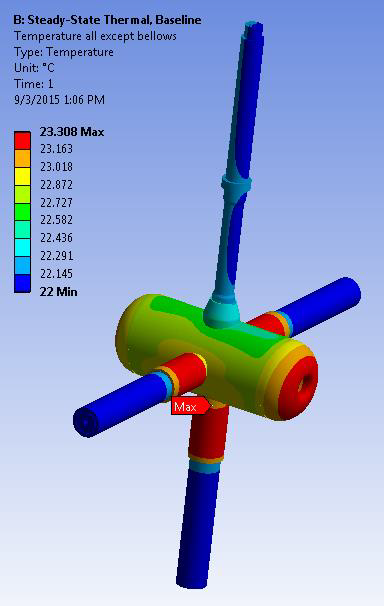 B: Steady-State Thermal, Baseline
Temperature all except bellows
Type: Temperature
Unit: °C
Time: 1
9/3/2015 1:06 PM
23.308 Max
23.163
23.018
22.872
22.727
22.582
22.436
22.291
22.145
22 Min
Max